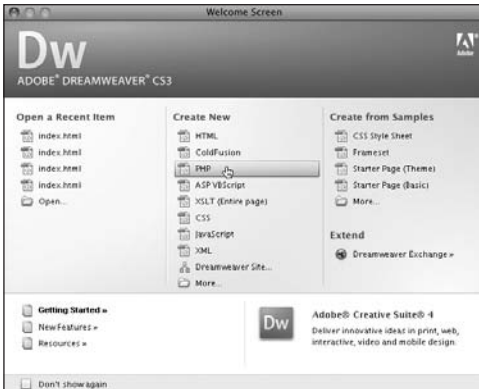 Welcome Screen
Dw
ADOBE® DREAMWEAVER® CS3
Adobe
Open a Recent Item
index.html
index.html
index.html
index.html
Open...
Create New
HTML
ColdFusion
PHP
ASP VBScript
XSLT (Entire page)
CSS
JavaScript
XML
Dreamweaver Site...
More...
Create from Samples
CSS Style Sheet
Frameset
Starter Page (Theme)
Starter Page (Basic)
More...
Extend
Dreamweaver Exchange »
Getting Started »
New Features »
Resources »
Dw
Adobe® Creative Suite® 4
Deliver innovative ideas in print, web,
interactive, video and mobile design.
Don't show again